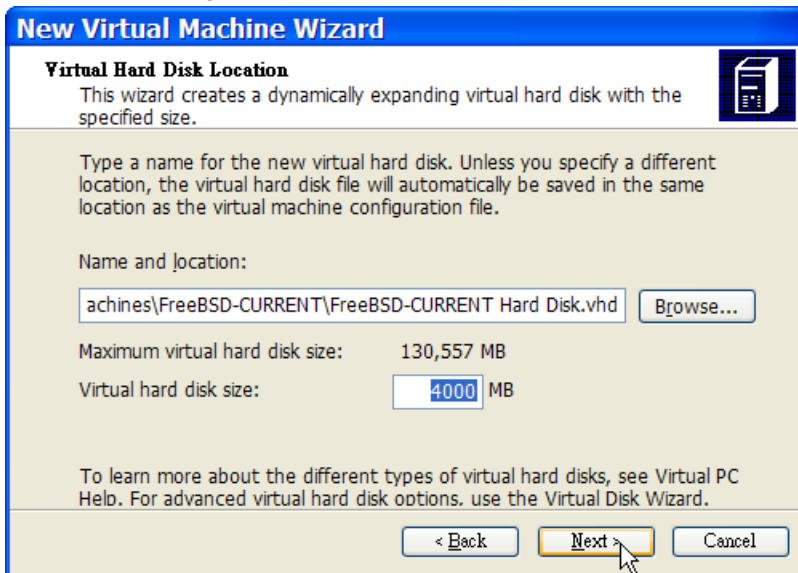 New Virtual Machine Wizard
Virtual Hard Disk Location
This wizard creates a dynamically expanding virtual hard disk with the
specified size.
Type a name for the new virtual hard disk. Unless you specify a different
location, the virtual hard disk file will automatically be saved in the same
location as the virtual machine configuration file.
Name and location:
achines\FreeBSD-CURRENT\FreeBSD-CURRENT Hard Disk.vhd Browse...
Maximum virtual hard disk size: 130,557 MB
Virtual hard disk size: 4000 MB
To learn more about the different types of virtual hard disks, see Virtual PC
Help. For advanced virtual hard disk options, use the Virtual Disk Wizard.
< Back Next > Cancel